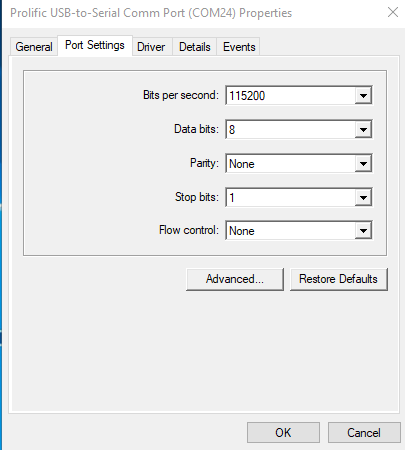 Prolific USB-to-Serial Comm Port (COM24) Properties
General Port Settings Driver Details Events
Bits per second: 115200
Data bits: 8
Parity: None
Stop bits: 1
Flow control: None
Advanced... Restore Defaults
OK Cancel